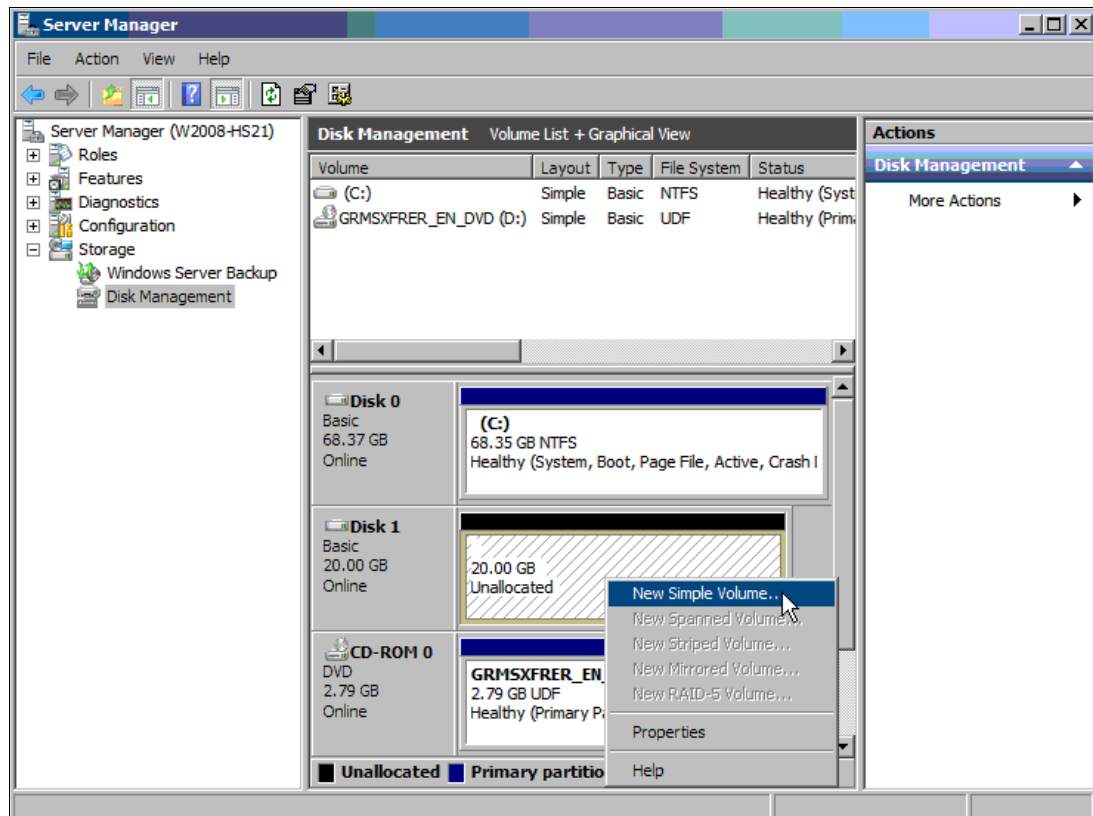 Server Manager
File Action View Help
Server Manager (W2008-HS21)
Roles
Features
Diagnostics
Configuration
Storage
Windows Server Backup
Disk Management
Disk Management Volume List + Graphical View
Volume Layout Type File System Status
(C:) Simple Basic NTFS Healthy (Syst
GRMSXFRER_EN_DVD (D:) Simple Basic UDF Healthy (Prima
Disk 0
Basic
68.37 GB
Online
(C:)
68.35 GB NTFS
Healthy (System, Boot, Page File, Active, Crash
Disk 1
Basic
20.00 GB
Online
20.00 GB
Unallocated
CD-ROM 0
DVD
2.79 GB
Online
GRMSXFRER_EN_
2.79 GB UDF
Healthy (Primary Pa
Unallocated Primary partitio
New Simple Volume...
New Spanned Volume...
New Striped Volume...
New Mirrored Volume...
New RAID-5 Volume...
Properties
Help
Actions
Disk Management
More Actions